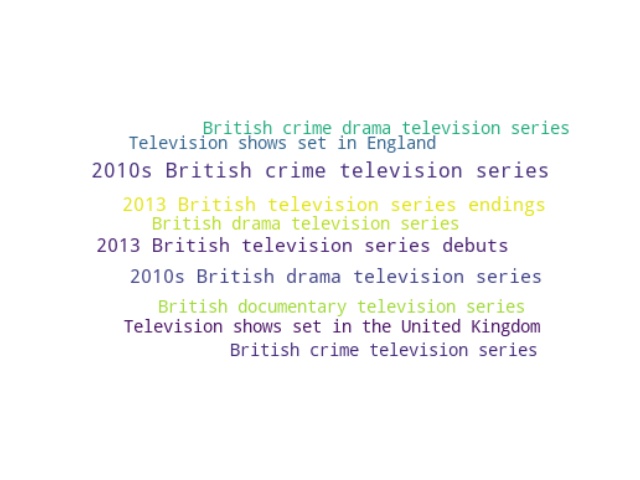 British crime drama television series
Television shows set in England
2010s British crime television series
2013 British television series endings
British drama television series
2013 British television series debuts
2010s British drama television series
British documentary television series
Television shows set in the United Kingdom
British crime television series